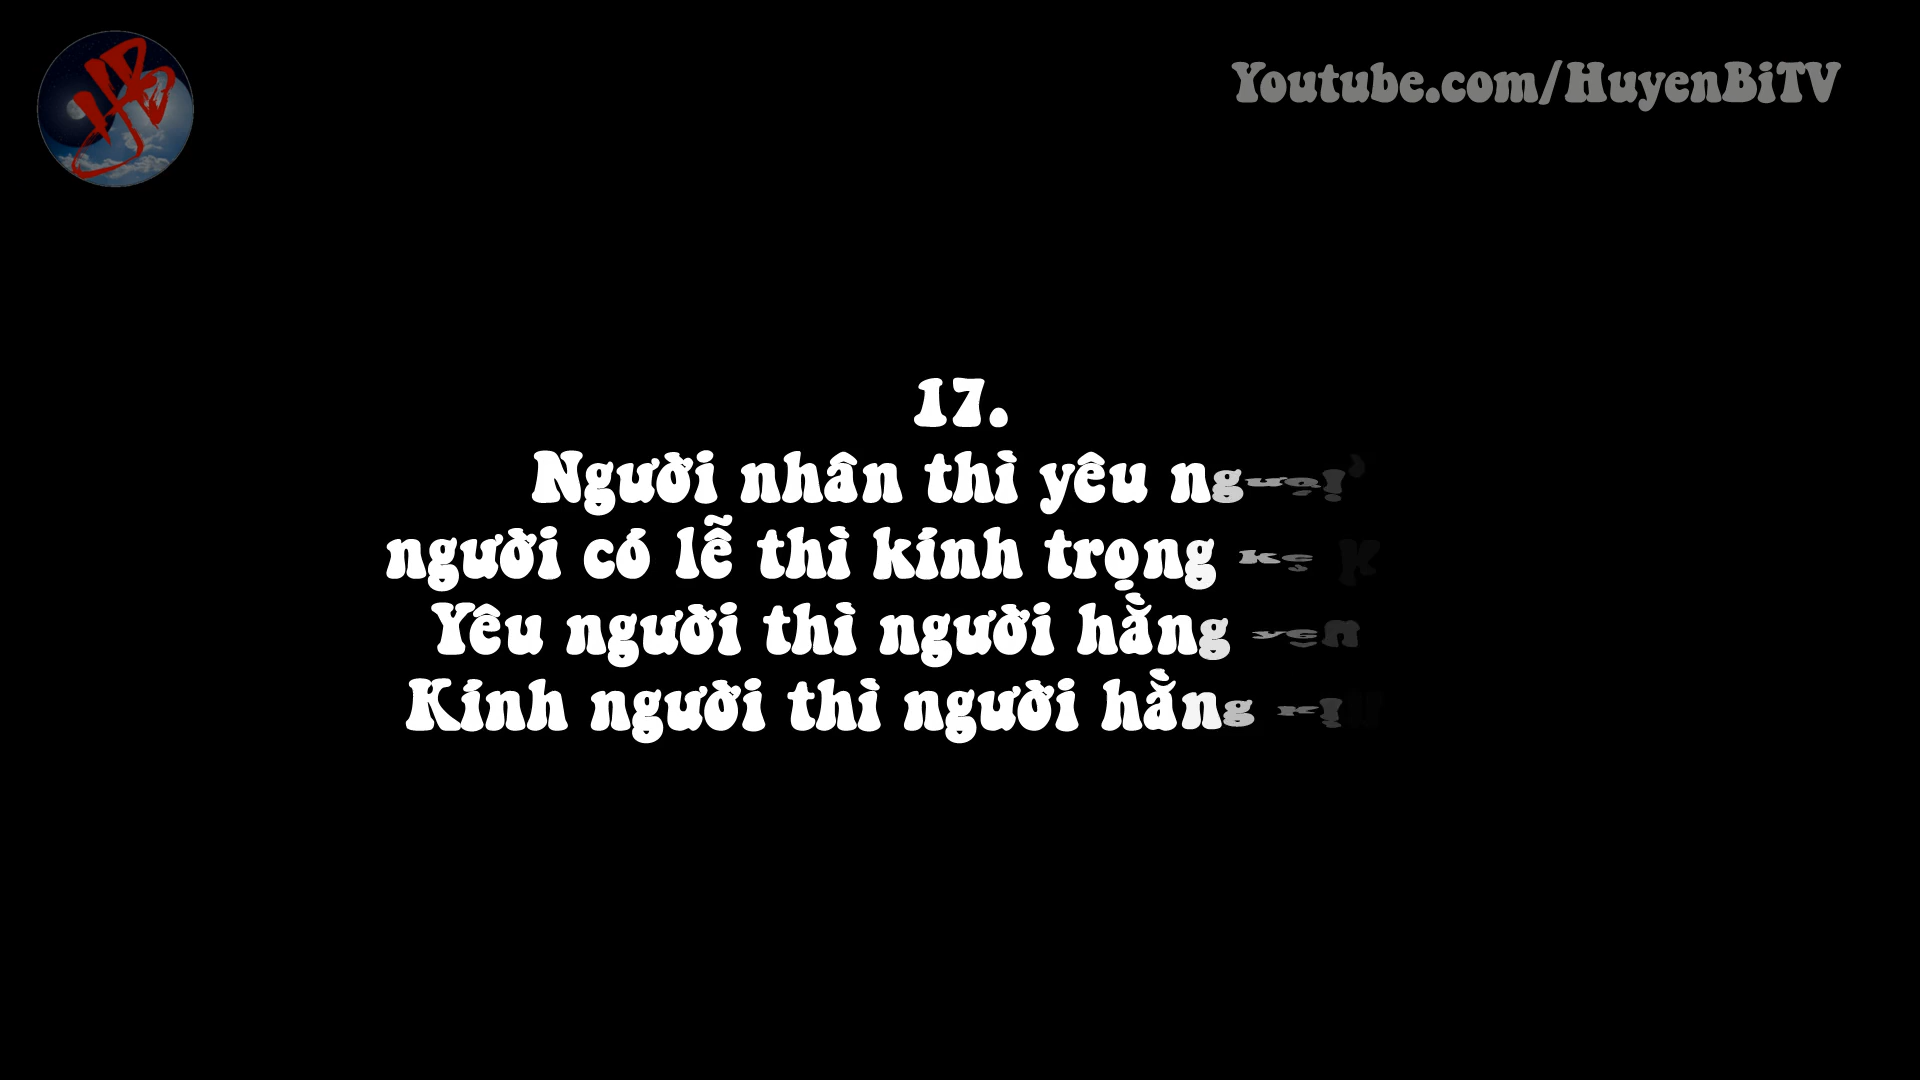 Youtube.com/HuyenBiTV
17.
Người nhân thì yêu
người có lễ thì kính trọng
Yêu người thì người hằng
Kính người thì người hằng